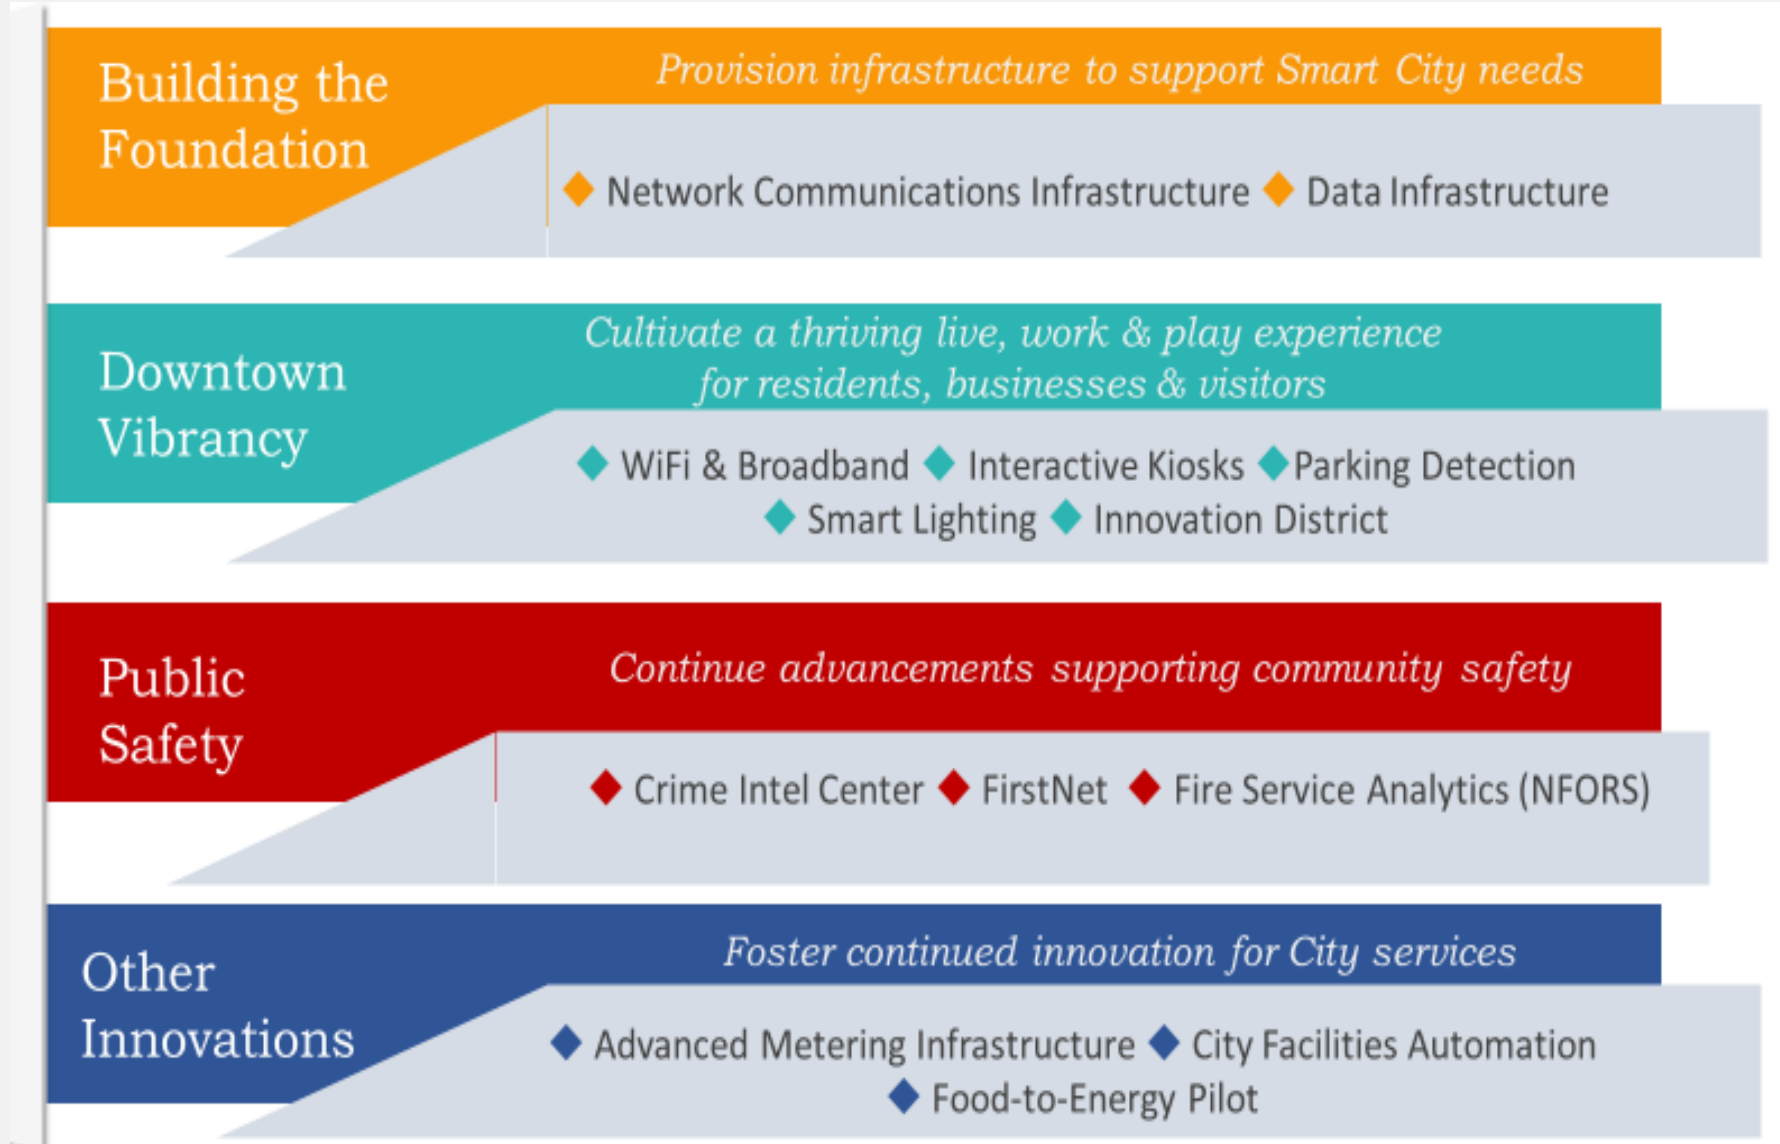 Building the
Foundation
Provision infrastructure to support Smart City needs
◆ Network Communications Infrastructure ◆ Data Infrastructure
Downtown
Vibrancy
Cultivate a thriving live, work & play experience
for residents, businesses & visitors
◆ WiFi & Broadband ◆ Interactive Kiosks ◆ Parking Detection
◆ Smart Lighting ◆ Innovation District
Public
Safety
Continue advancements supporting community safety
◆ Crime Intel Center ◆ FirstNet ◆ Fire Service Analytics (NFORS)
Other
Innovations
Foster continued innovation for City services
◆ Advanced Metering Infrastructure ◆ City Facilities Automation
◆ Food-to-Energy Pilot